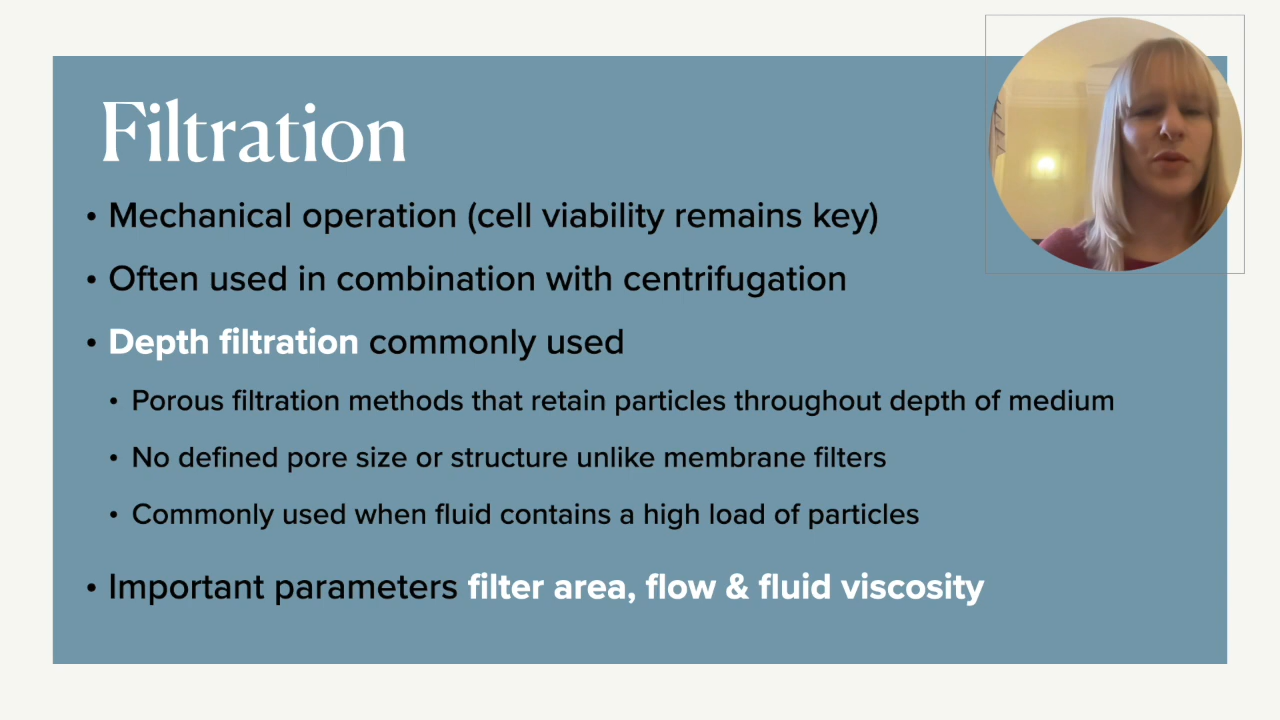 Filtration
• Mechanical operation (cell viability remains key)
• Often used in combination with centrifugation
• Depth filtration commonly used
• Porous filtration methods that retain particles throughout depth of medium
• No defined pore size or structure unlike membrane filters
• Commonly used when fluid contains a high load of particles
• Important parameters filter area, flow & fluid viscosity